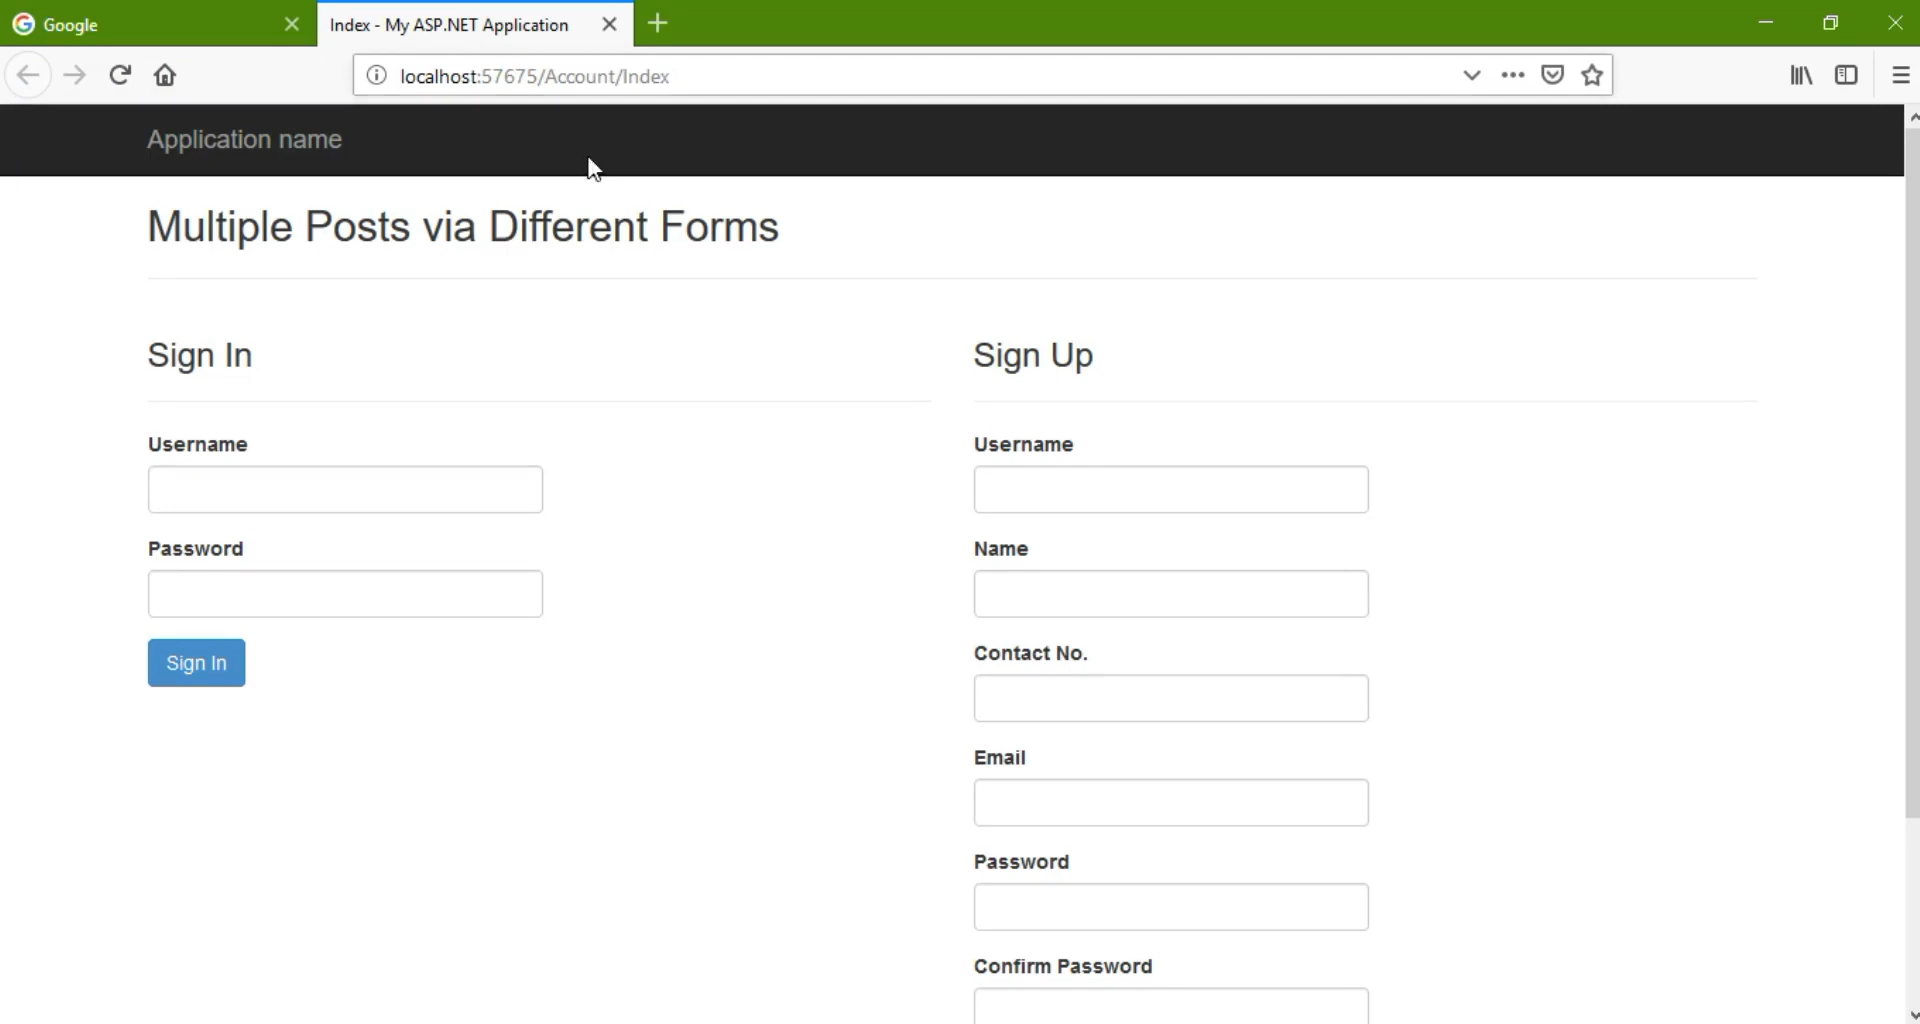 Google
Index - My ASP.NET Application
localhost:57675/Account/Index
Application name
Multiple Posts via Different Forms
Sign In
Username
Password
Sign In
Sign Up
Username
Name
Contact No.
Email
Password
Confirm Password